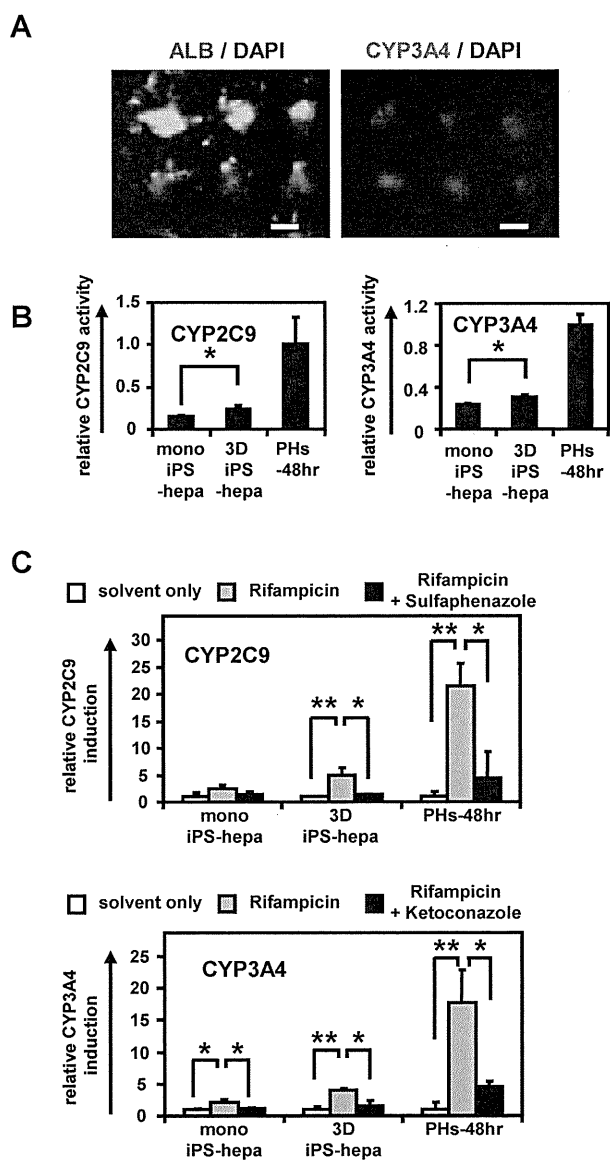 A
ALB / DAPI
CYP3A4 / DAPI
B
relative CYP2C9 activity
1.5
1.0
0.5
0
CYP2C9
*
mono
iPS
-hepa
3D
iPS
-hepa
PHs
-48hr
relative CYP3A4 activity
1.2
0.8
0.4
0
CYP3A4
*
mono
iPS
-hepa
3D
iPS
-hepa
PHs
-48hr
C
solvent only
Rifampicin
Rifampicin
+ Sulfaphenazole
relative CYP2C9
induction
30
25
20
15
10
5
0
CYP2C9
** *
** *
mono
iPS-hepa
3D
iPS-hepa
PHs-48hr
solvent only
Rifampicin
Rifampicin
+ Ketoconazole
relative CYP3A4
induction
25
20
15
10
5
0
CYP3A4
* *
** *
** *
mono
iPS-hepa
3D
iPS-hepa
PHs-48hr